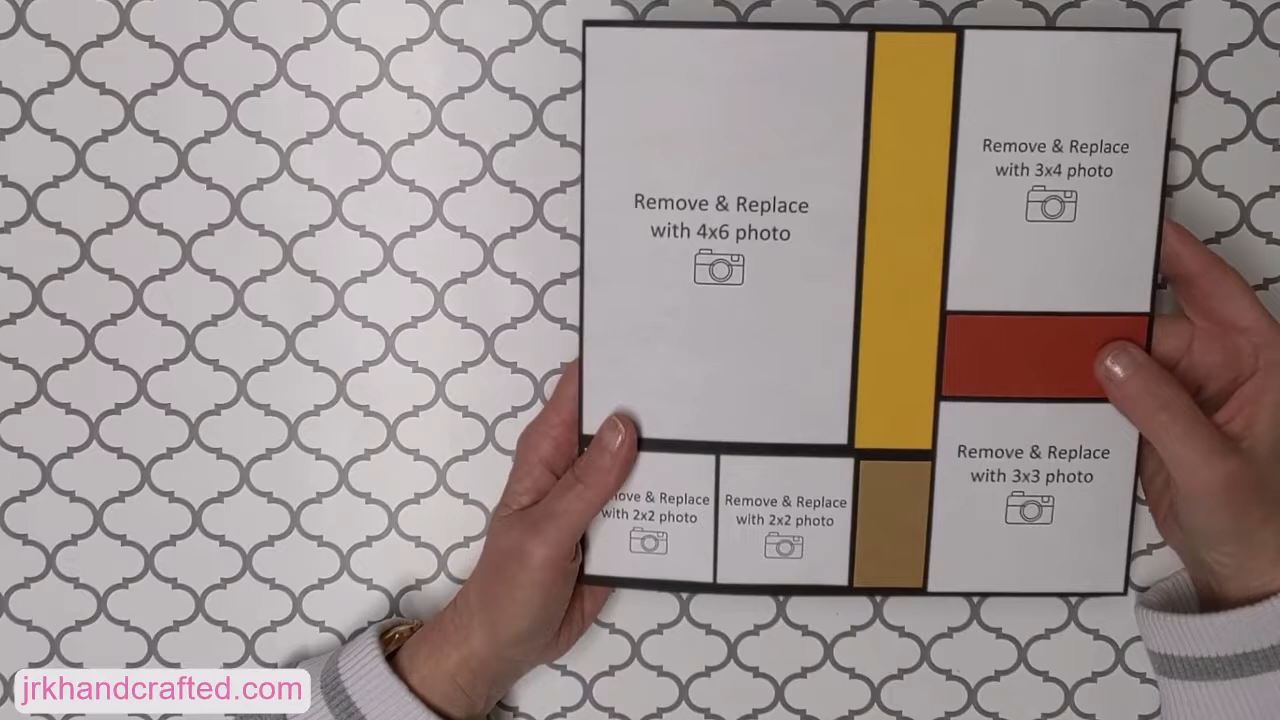 Remove & Replace
with 4x6 photo
Remove & Replace
with 3x4 photo
Remove & Replace
with 3x3 photo
& Replace
with 2x2 photo
Remove & Replace
with 2x2 photo
jrkhandcrafted.com